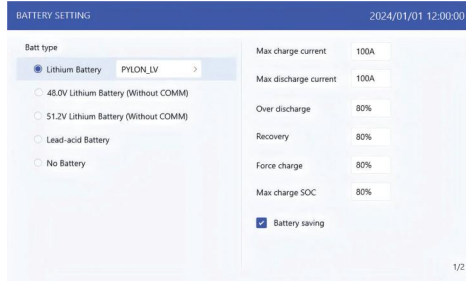 BATTERY SETTING
2024/01/01 12:00:00
Batt type
Lithium Battery
PYLON_LV >
48.0V Lithium Battery (Without COMM)
51.2V Lithium Battery (Without COMM)
Lead-acid Battery
No Battery
Max charge current 100A
Max discharge current 100A
Over discharge 80%
Recovery 80%
Force charge 80%
Max charge SOC 80%
Battery saving
1/2